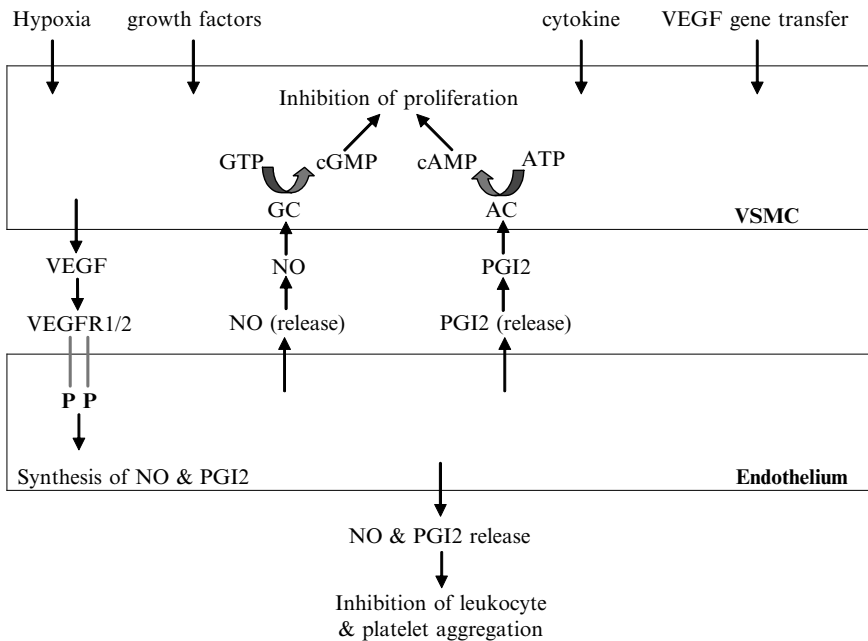 Hypoxia growth factors cytokine VEGF gene transfer
Inhibition of proliferation
GTP cGMP cAMP ATP
GC AC
VSMC
VEGF NO PGI2
VEGFR1/2 NO (release) PGI2 (release)
P P
Synthesis of NO & PGI2 Endothelium
NO & PGI2 release
Inhibition of leukocyte
& platelet aggregation